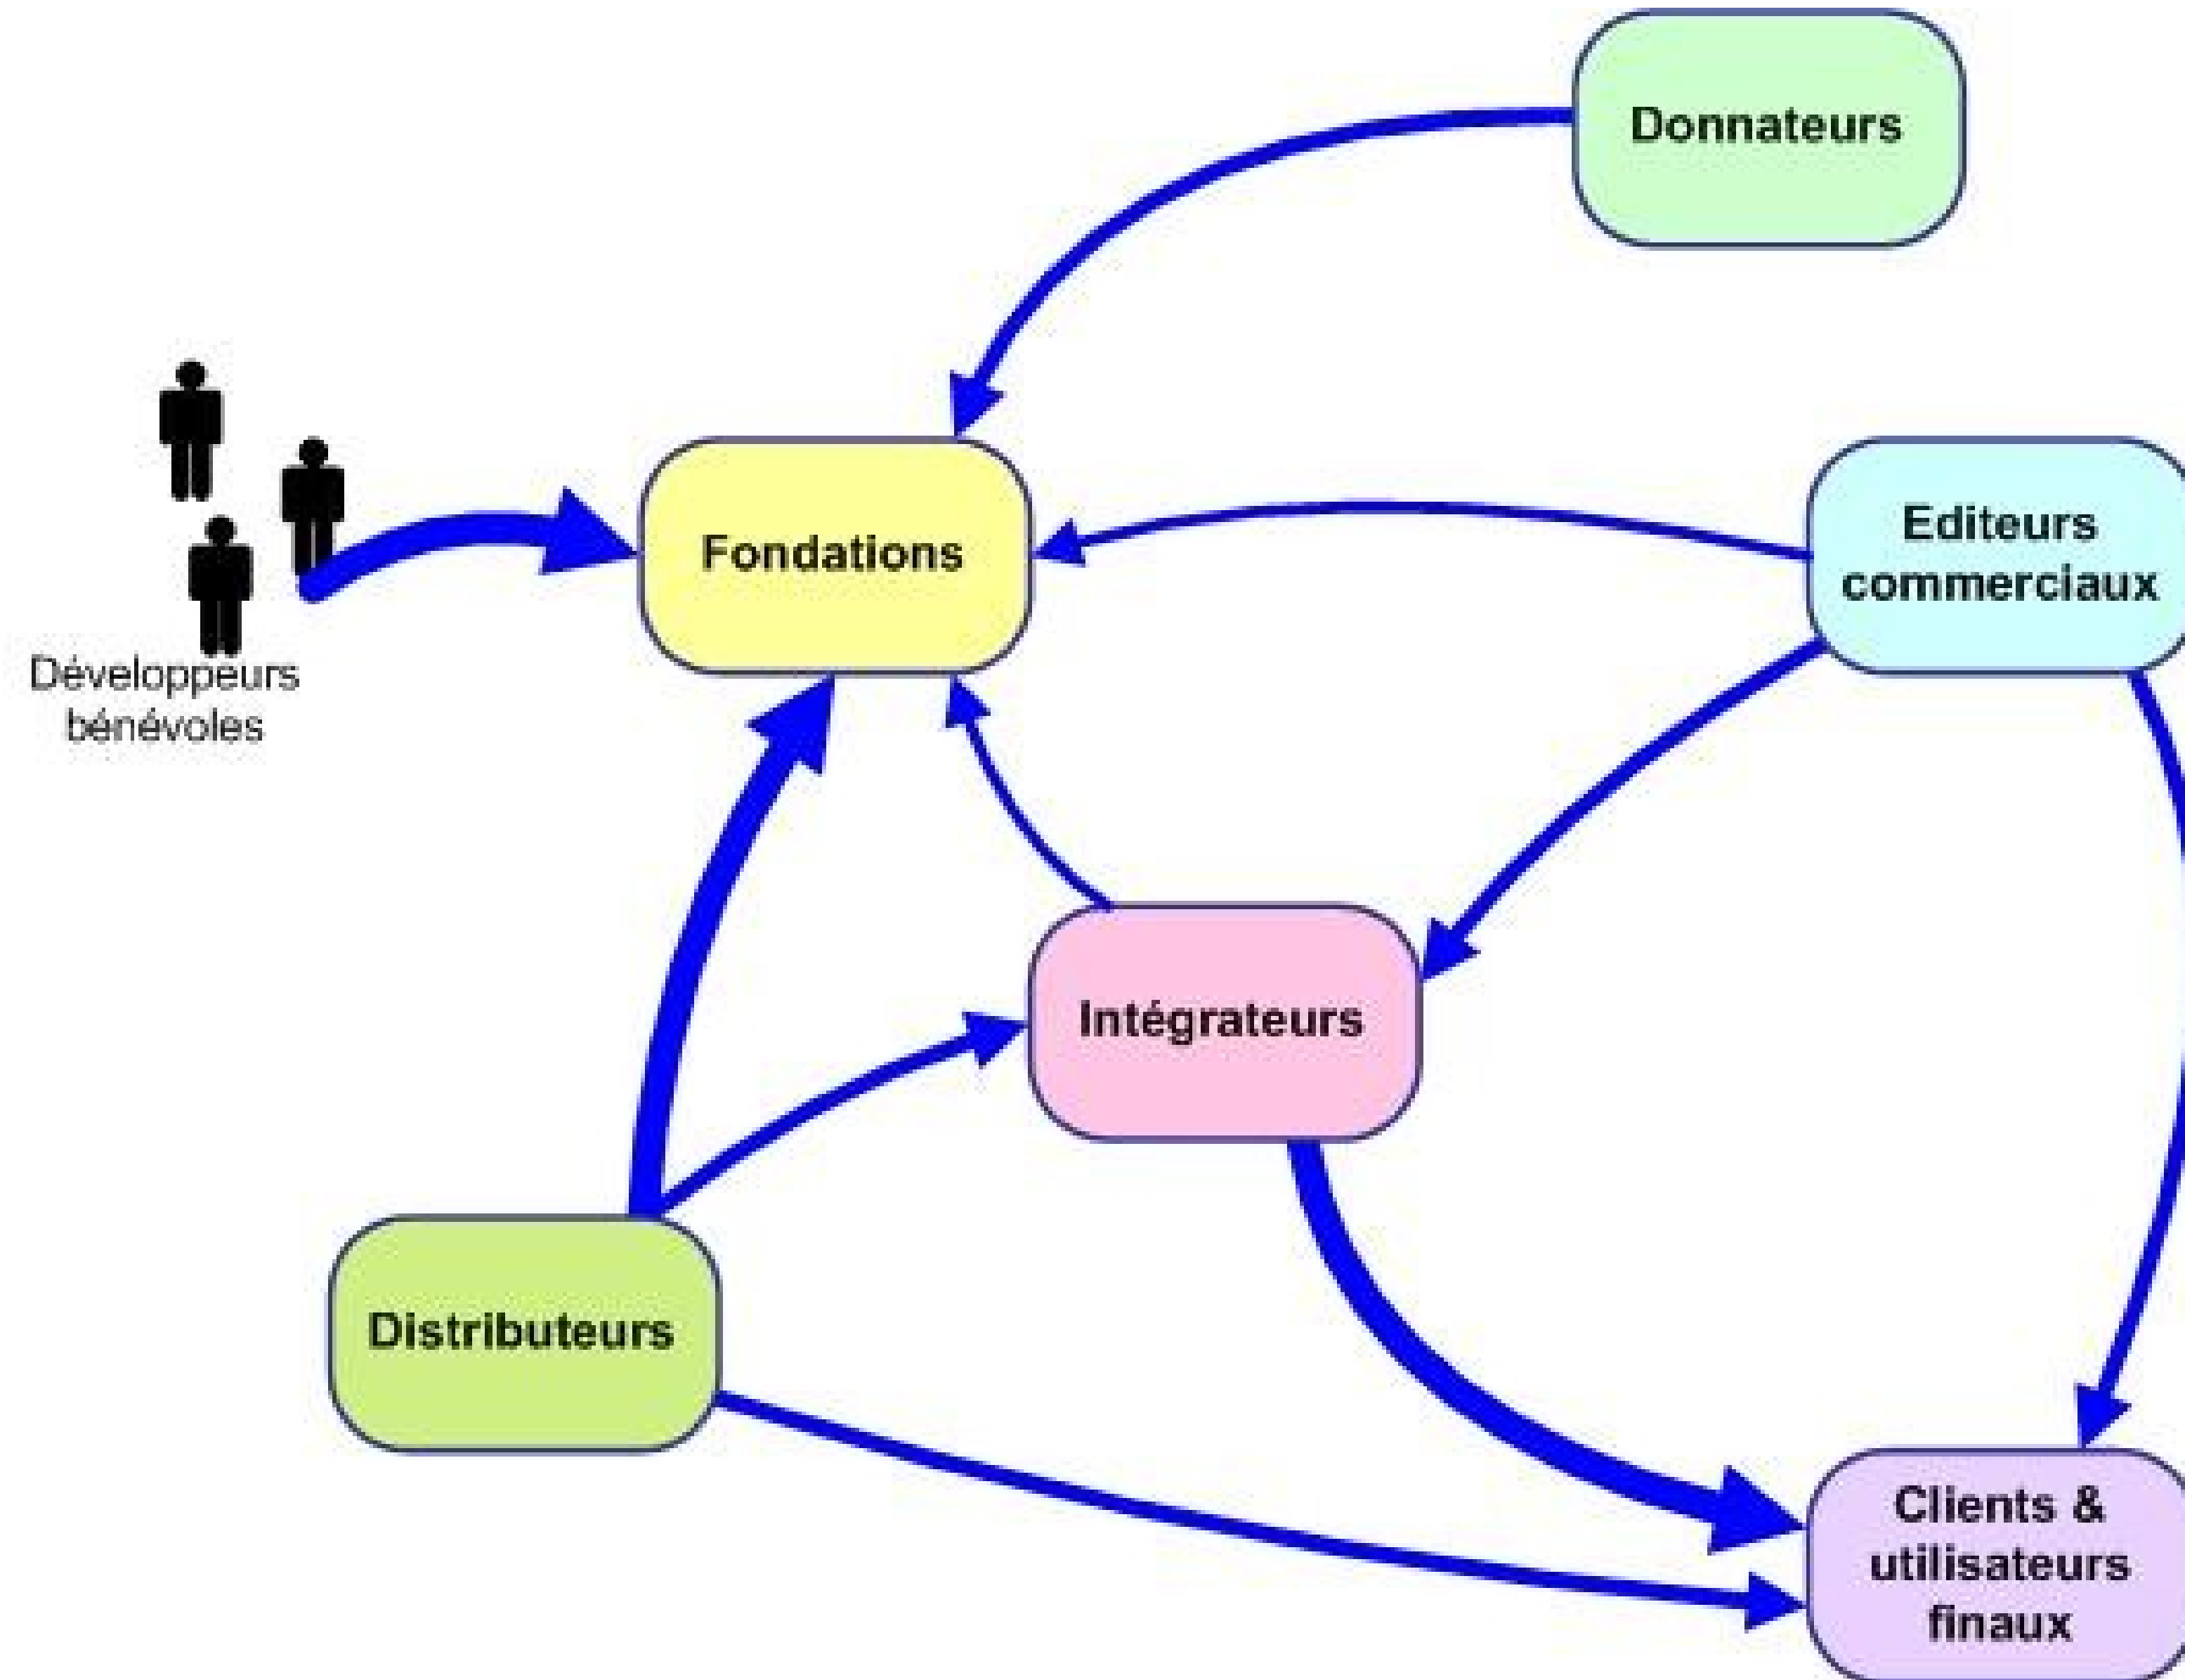 Donnateurs
Fondations
Editeurs
commerciaux
Développeurs
bénévoles
Intégrateurs
Distributeurs
Clients &
utilisateurs
finaux